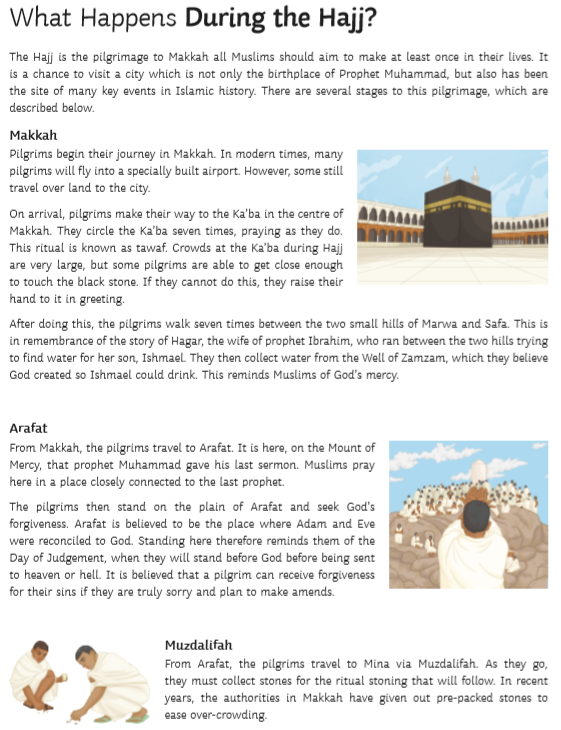 What Happens During the Hajj?
The Hajj is the pilgrimage to Makkah all Muslims should aim to make at least once in their lives. It
is a chance to visit a city which is not only the birthplace of Prophet Muhammad, but also has been
the site of many key events in Islamic history. There are several stages to this pilgrimage, which are
described below.
Makkah
Pilgrims begin their journey in Makkah. In modern times, many
pilgrims will fly into a specially built airport. However, some still
travel over land to the city.
On arrival, pilgrims make their way to the Ka'ba in the centre of
Makkah. They circle the Ka'ba seven times, praying as they do.
This ritual is known as tawaf. Crowds at the Ka'ba during Hajj
are very large, but some pilgrims are able to get close enough
to touch the black stone. If they cannot do this, they raise their
hand to it in greeting.
After doing this, the pilgrims walk seven times between the two small hills of Marwa and Safa. This is
in remembrance of the story of Hagar, the wife of prophet Ibrahim, who ran between the two hills trying
to find water for her son, Ishmael. They then collect water from the Well of Zamzam, which they believe
God created so Ishmael could drink. This reminds Muslims of God's mercy.
Arafat
From Makkah, the pilgrims travel to Arafat. It is here, on the Mount of
Mercy, that prophet Muhammad gave his last sermon. Muslims pray
here in a place closely connected to the last prophet.
The pilgrims then stand on the plain of Arafat and seek God's
forgiveness. Arafat is believed to be the place where Adam and Eve
were reconciled to God. Standing here therefore reminds them of the
Day of Judgement, when they will stand before God before being sent
to heaven or hell. It is believed that a pilgrim can receive forgiveness
for their sins if they are truly sorry and plan to make amends.
Muzdalifah
From Arafat, the pilgrims travel to Mina via Muzdalifah. As they go,
they must collect stones for the ritual stoning that will follow. In recent
years, the authorities in Makkah have given out pre-packed stones to
ease over-crowding.